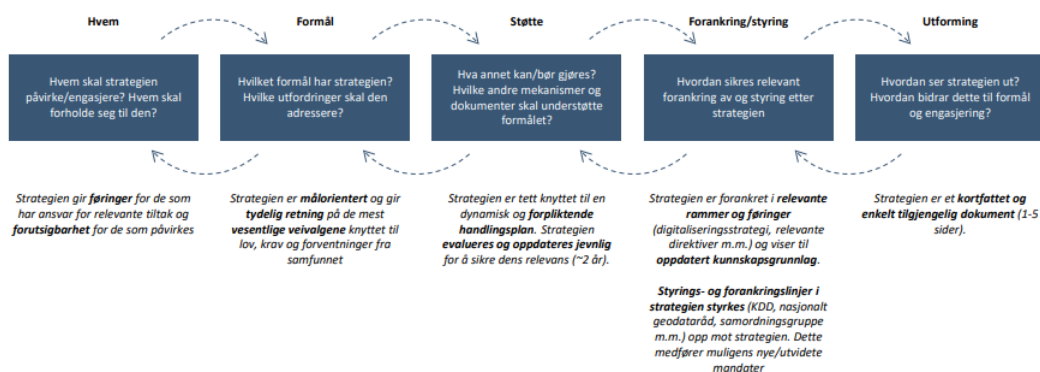 Hvem
Formål
Støtte
Forankring/styring
Utforming
Hvem skal strategien
påvirke/engasjere? Hvem skal
forholde seg til den?
Hvilket formål har strategien?
Hvilke utfordringer skal den
adressere?
Hva annet kan/bør gjøres?
Hvilke andre mekanismer og
dokumenter skal understøtte
formålet?
Hvordan sikres relevant
forankring av og styring etter
strategien
Hvordan ser strategien ut?
Hvordan bidrar dette til formål
og engasjering?
Strategien gir føringer for de som
har ansvar for relevante tiltak og
forutsigbarhet for de som påvirkes
Strategien er målorientert og gir
tydelig retning på de mest
vesentlige veivalgene knyttet til
lov, krav og forventninger fra
samfunnet
Strategien er tett knyttet til en
dynamisk og forpliktende
handlingsplan. Strategien
evalueres og oppdateres jevnlig
for å sikre dens relevans (~2 år).
Strategien er forankret i relevante
rammer og føringer
(digitaliseringsstrategi, relevante
direktiver m.m.) og viser til
oppdatert kunnskapsgrunnlag.
Styrings- og forankringslinjer i
strategien styrkes (KDD, nasjonalt
geodataråd, samordningsgruppe
m.m.) opp mot strategien. Dette
medfører muligens nye/utvidete
mandater
Strategien er et kortfattet og
enkelt tilgjengelig dokument (1-5
sider).